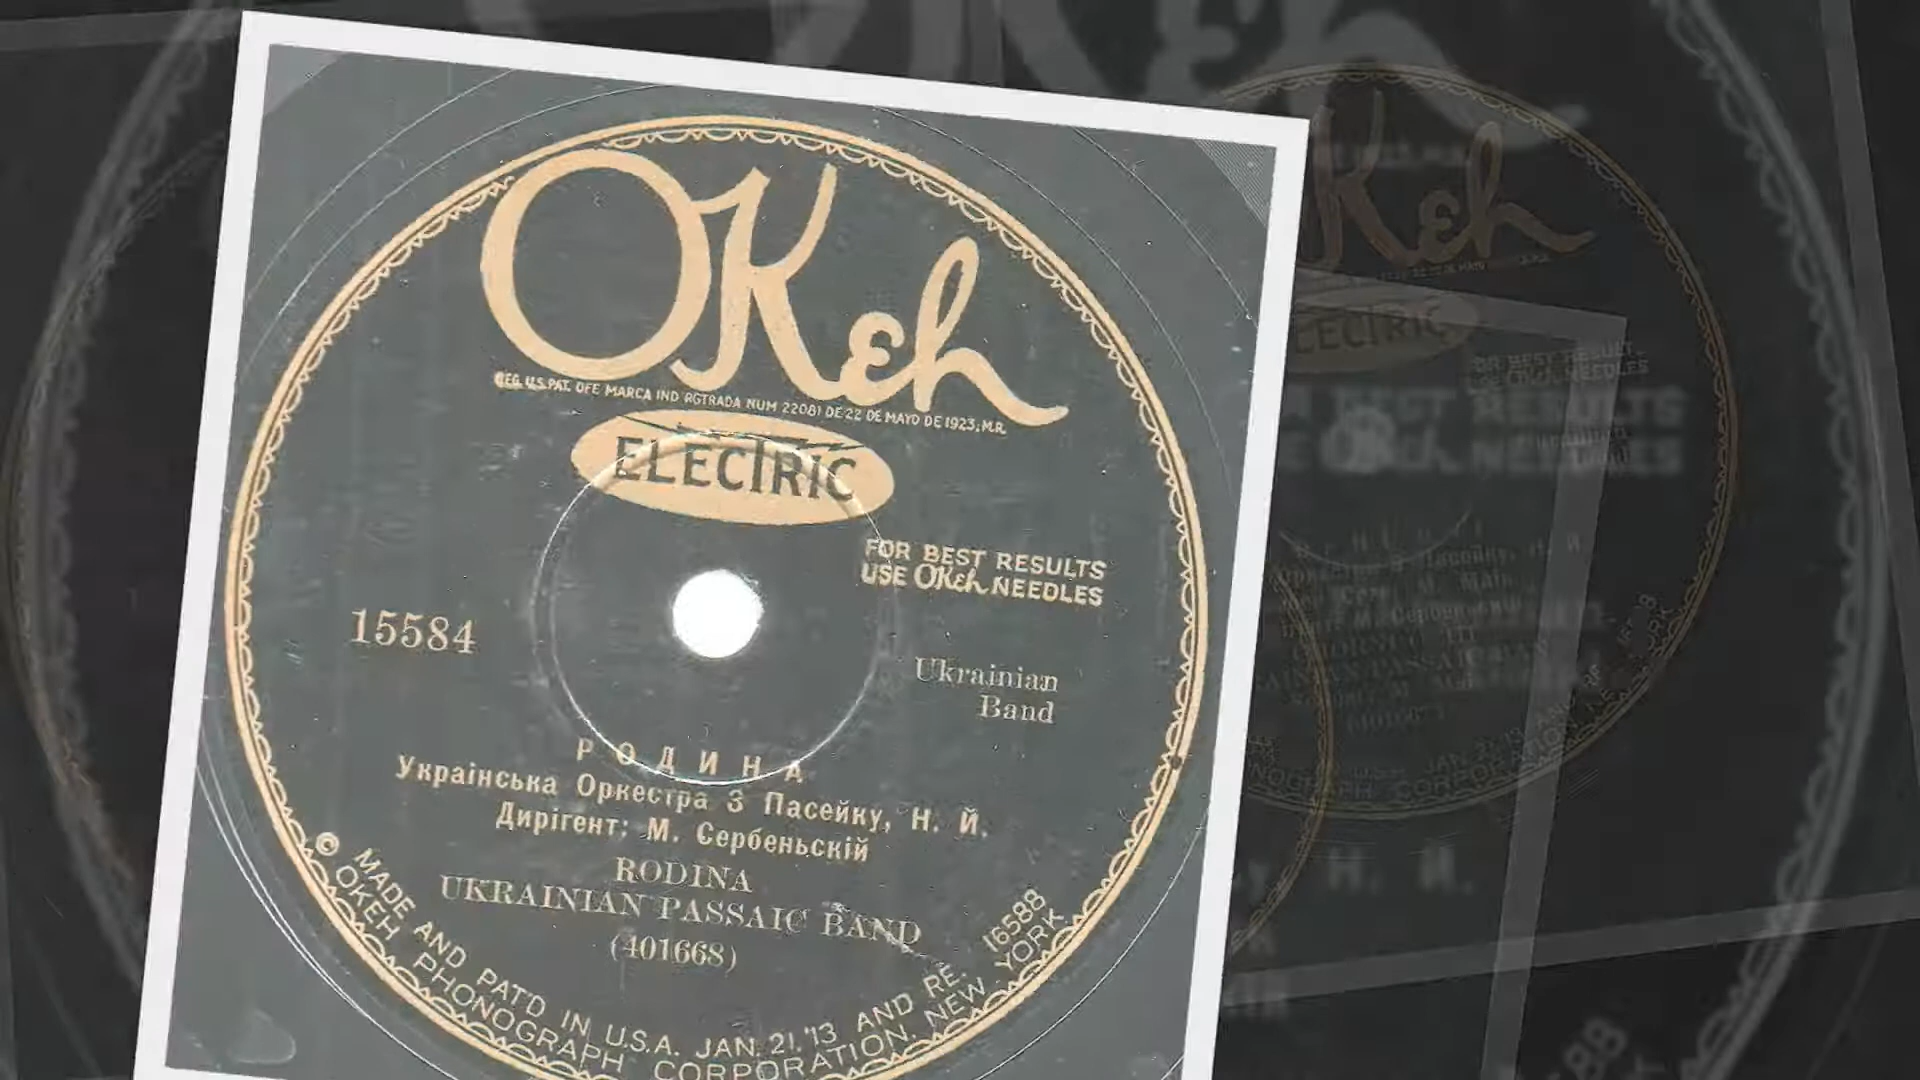 OKeh
REG. U.S. PAT. OFF. MARCA IND RGTRADA NUM 22081 DE 22 DE MAYO DE 1923, M.R.
ELECTRIC
FOR BEST RESULTS
USE OKeh NEEDLES
15584
Ukrainian
Band
РОДИНА
Українська Оркестра З Пасейку, Н. Й.
Диріґент: М. Сербеньскій
RODINA
UKRAINIAN PASSAIC BAND
(401668)
© MADE AND PAT'D IN U.S.A. JAN. 21, '13 AND RE. 16588
OKEH PHONOGRAPH CORPORATION, NEW YORK